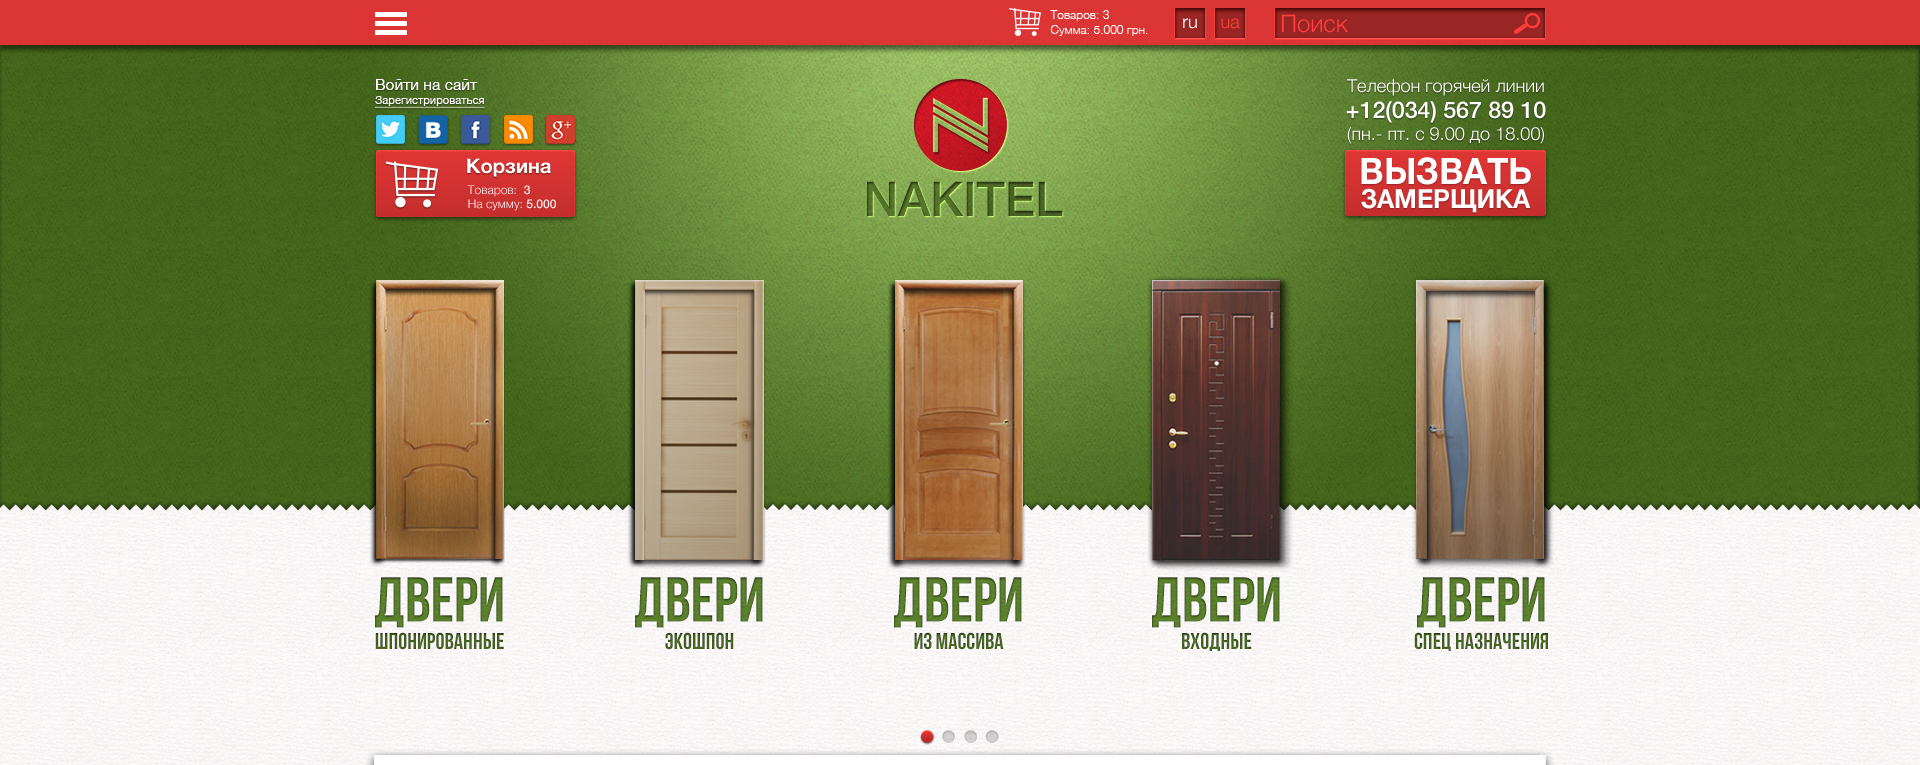 Товаров: 3
Сумма: 5.000 грн.
ru
ua
Поиск
Войти на сайт
Зарегистрироваться
Корзина
Товаров: 3
На сумму: 5.000
NAKITEL
Телефон горячей линии
+12(034) 567 89 10
(пн.- пт. с 9.00 до 18.00)
ВЫЗВАТЬ
ЗАМЕРЩИКА
ДВЕРИ
ШПОНИРОВАННЫЕ
ДВЕРИ
ЭКОШПОН
ДВЕРИ
ИЗ МАССИВА
ДВЕРИ
ВХОДНЫЕ
ДВЕРИ
СПЕЦ НАЗНАЧЕНИЯ